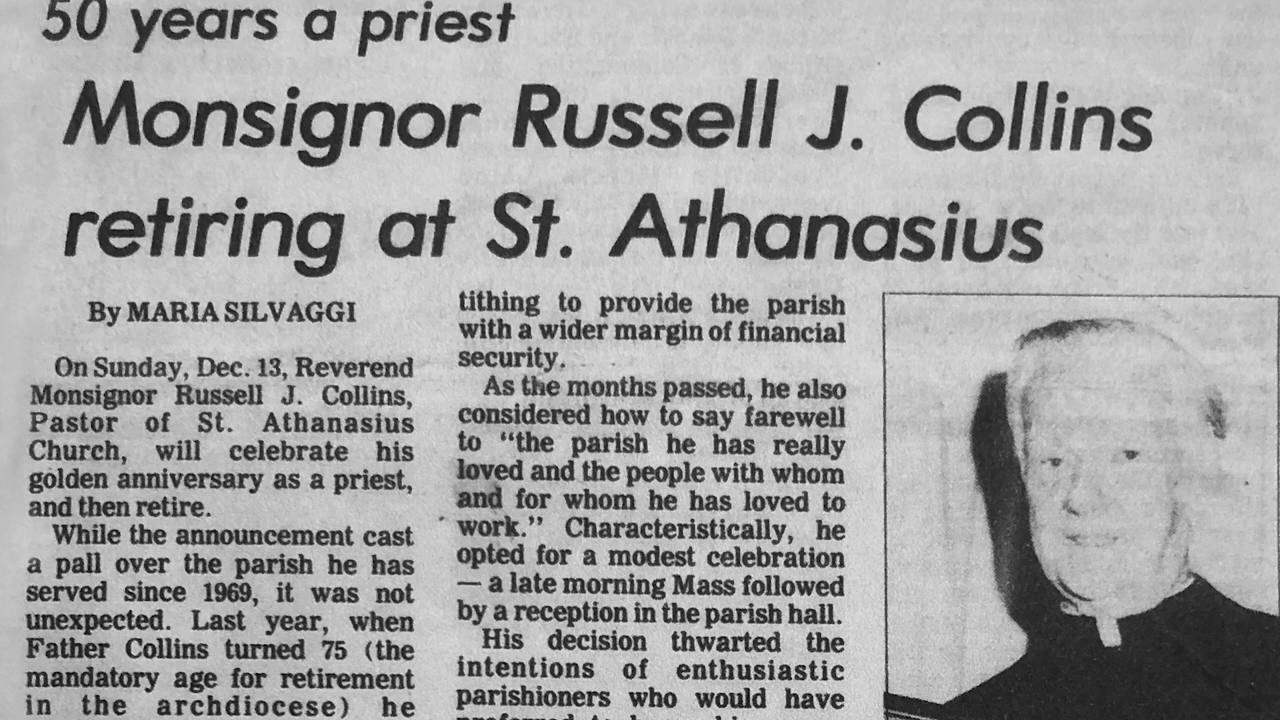 50 years a priest
Monsignor Russell J. Collins
retiring at St. Athanasius
By MARIA SILVAGGI
On Sunday, Dec. 13, Reverend
Monsignor Russell J. Collins,
Pastor of St. Athanasius
Church, will celebrate his
golden anniversary as a priest,
and then retire.
While the announcement cast
a pall over the parish he has
served since 1969, it was not
unexpected. Last year, when
Father Collins turned 75 (the
mandatory age for retirement
in the archdiocese) he
tithing to provide the parish
with a wider margin of financial
security.
As the months passed, he also
considered how to say farewell
to "the parish he has really
loved and the people with whom
and for whom he has loved to
work." Characteristically, he
opted for a modest celebration
— a late morning Mass followed
by a reception in the parish hall.
His decision thwarted the
intentions of enthusiastic
parishioners who would have